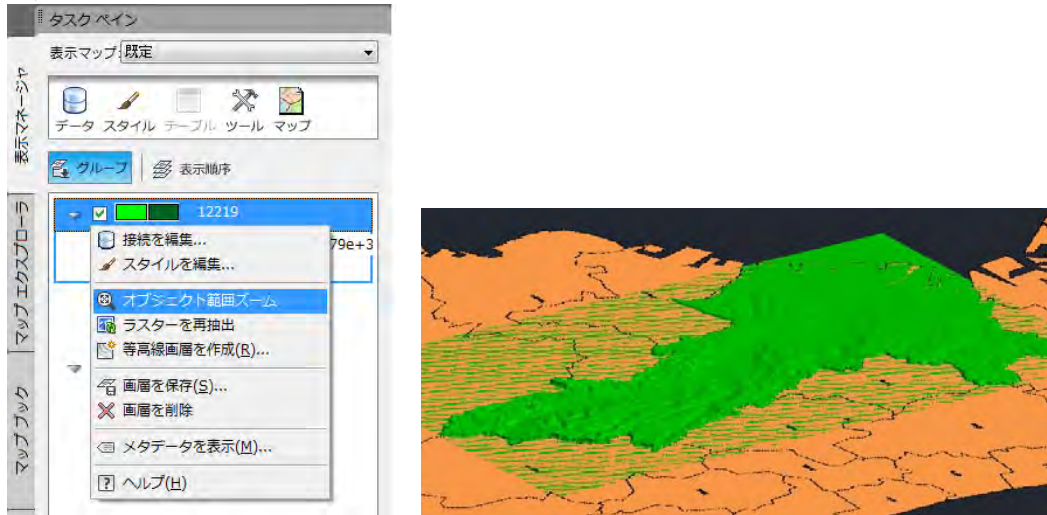 タスク ペイン
表示マップ: 既定
データ スタイル テーブル ツール マップ
グループ 表示順序
12219
79e+3
接続を編集...
スタイルを編集...
オブジェクト範囲ズーム
ラスターを再抽出
等高線画層を作成(R)...
画層を保存(S)...
画層を削除
メタデータを表示(M)...
ヘルプ(H)
表示マネージャ
マップ エクスプローラ
マップ ブック